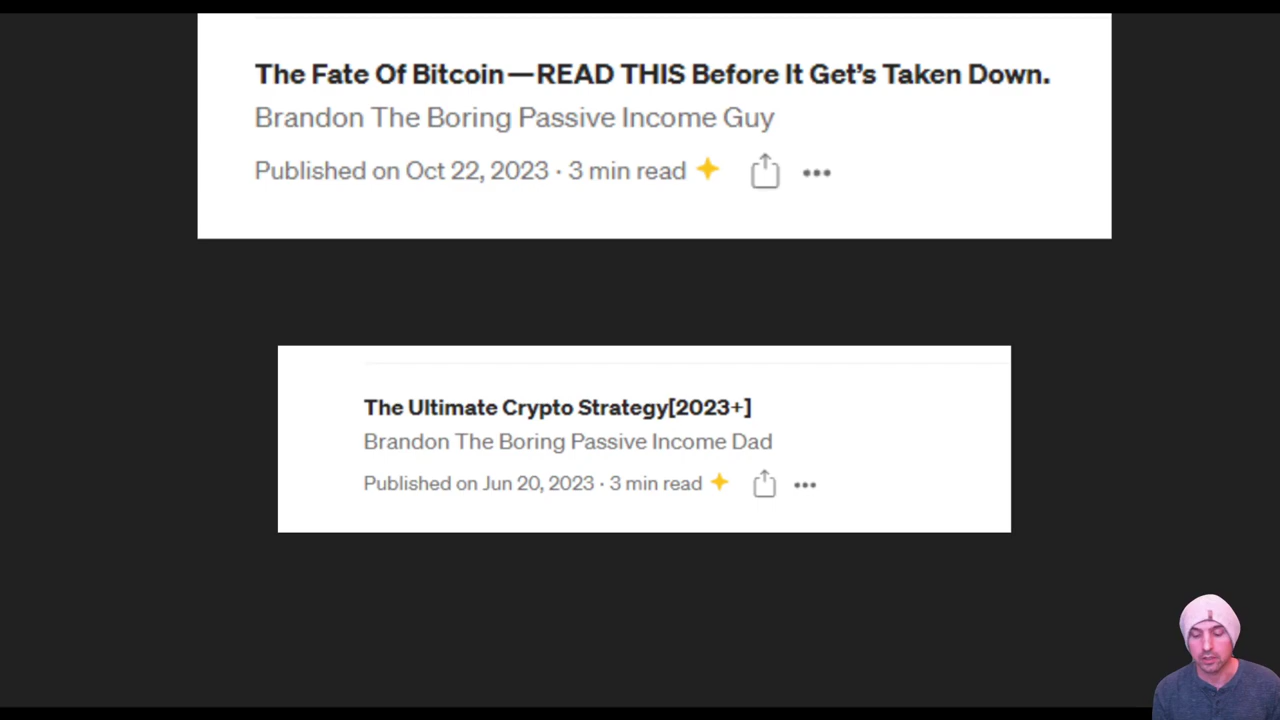 The Fate Of Bitcoin — READ THIS Before It Get's Taken Down.
Brandon The Boring Passive Income Guy
Published on Oct 22, 2023 · 3 min read
The Ultimate Crypto Strategy[2023+]
Brandon The Boring Passive Income Dad
Published on Jun 20, 2023 · 3 min read